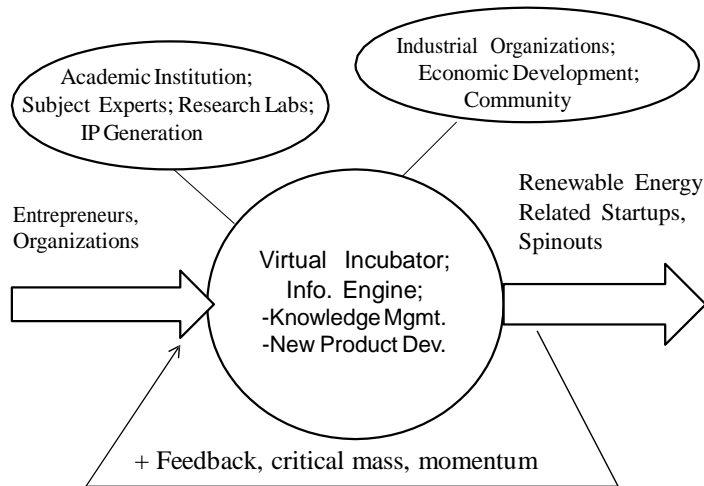 Academic Institution;
Subject Experts; Research Labs;
IP Generation
Industrial Organizations;
Economic Development;
Community
Entrepreneurs,
Organizations
Virtual Incubator;
Info. Engine;
-Knowledge Mgmt.
-New Product Dev.
Renewable Energy
Related Startups,
Spinouts
+ Feedback, critical mass, momentum